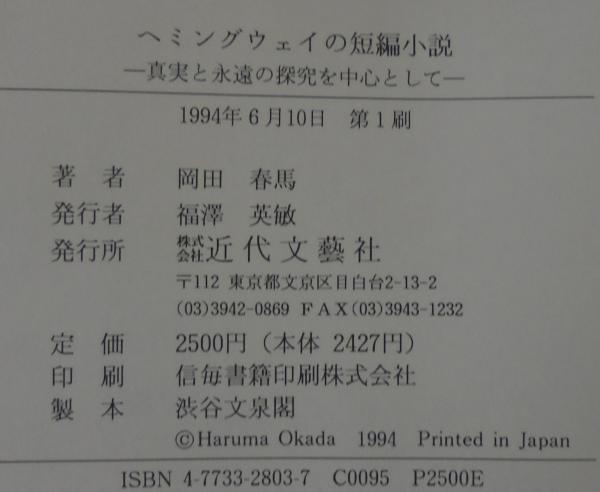 ヘミングウェイの短編小説
―真実と永遠の探究を中心として―
1994年6月10日 第1刷
著者 岡田 春馬
発行者 福澤 英敏
発行所 株式会社近代文藝社
〒112 東京都文京区目白台2-13-2
(03)3942-0869 FAX(03)3943-1232
定価 2500円（本体 2427円）
印刷 信毎書籍印刷株式会社
製本 渋谷文泉閣
©Haruma Okada 1994 Printed in Japan
ISBN 4-7733-2803-7 C0095 P2500E